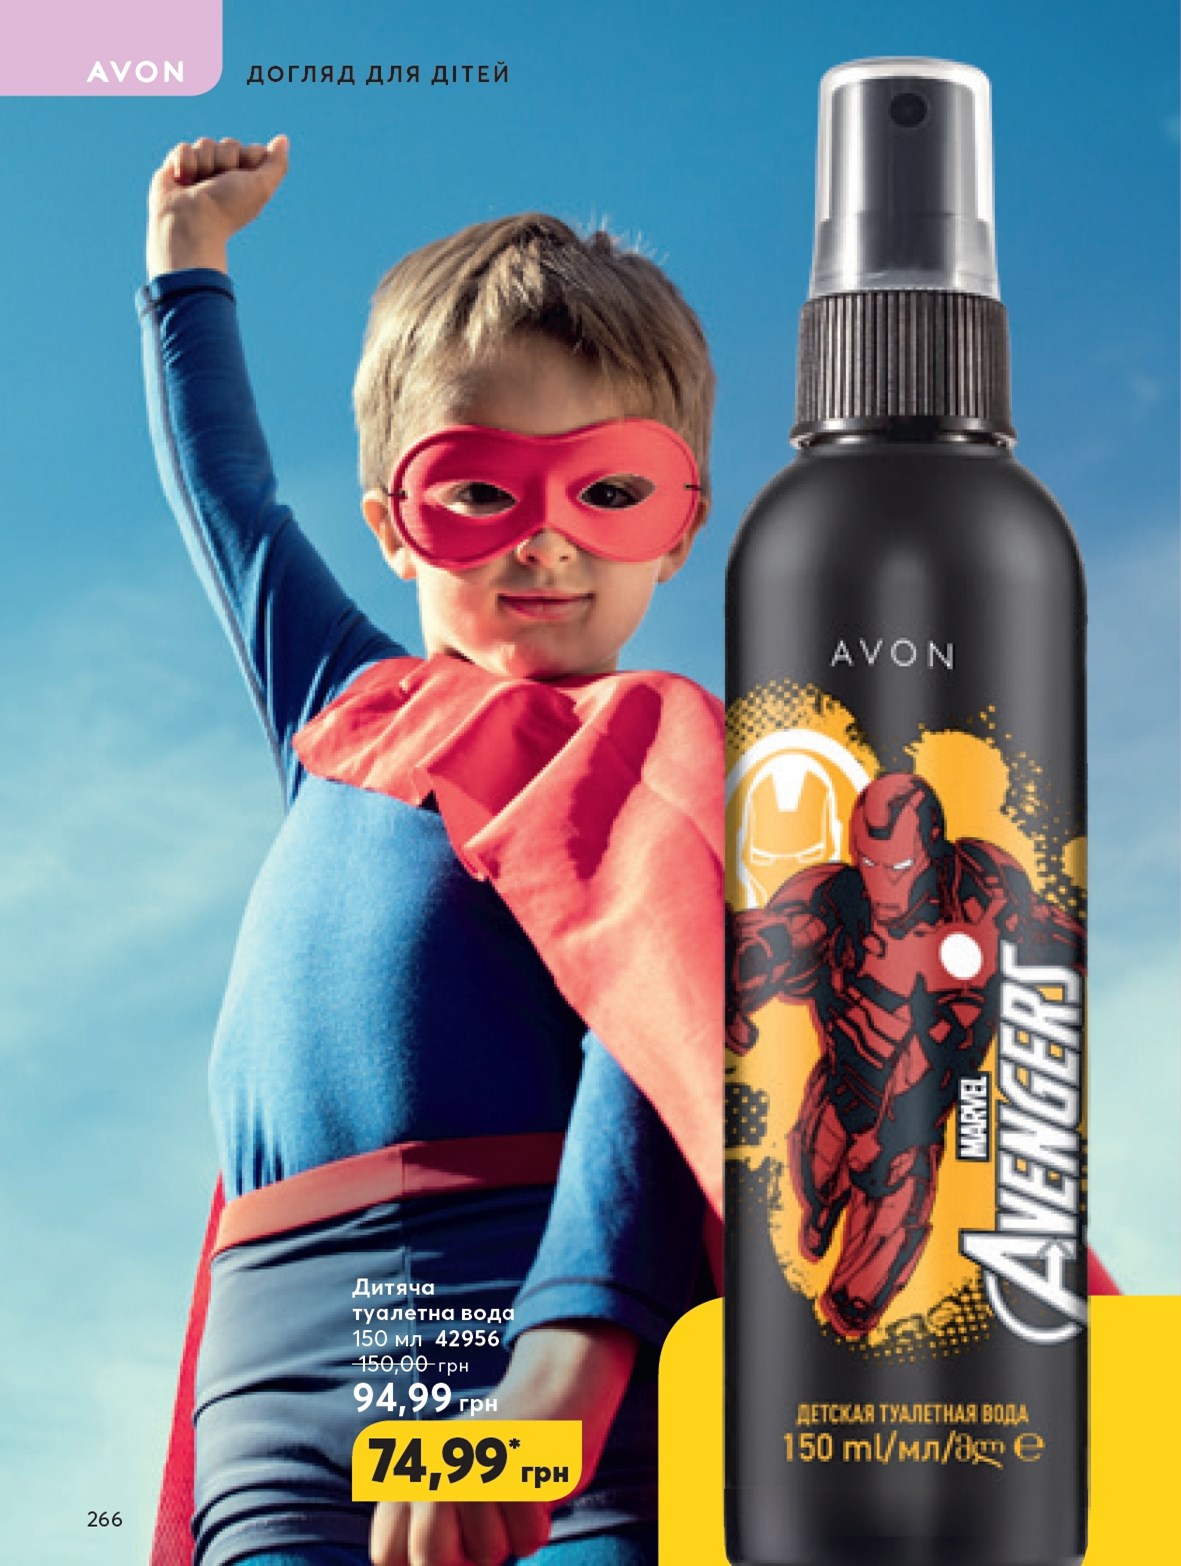 AVON
ДОГЛЯД ДЛЯ ДІТЕЙ
AVON
MARVEL
AVENGERS
ДЕТСКАЯ ТУАЛЕТНАЯ ВОДА
150 ml/мл/მლ ℮
Дитяча
туалетна вода
150 мл 42956
150,00 грн
94,99 грн
74,99* грн
266